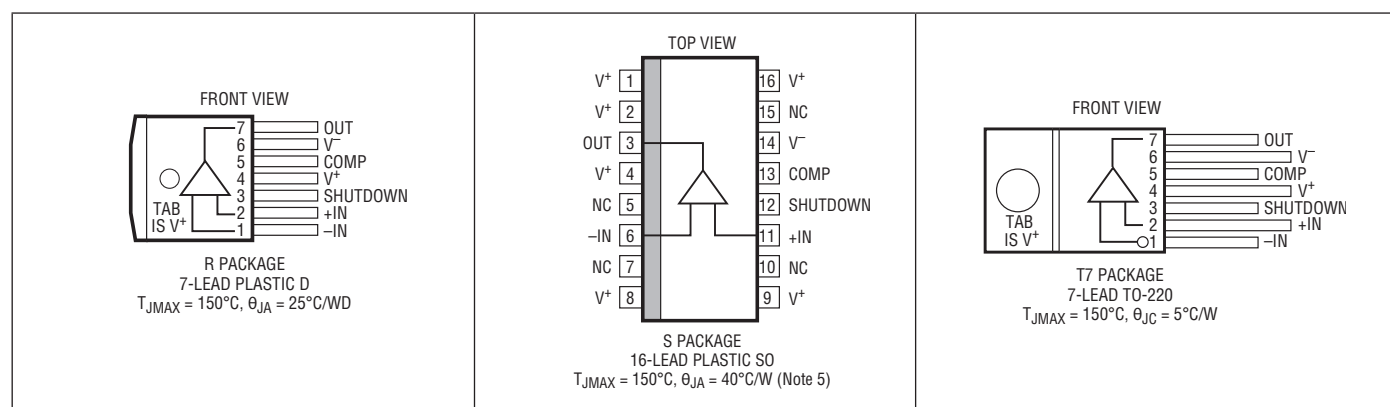 FRONT VIEW
7 OUT
6 V⁻
5 COMP
4 V⁺
3 SHUTDOWN
2 +IN
1 –IN
TAB
IS V⁺
R PACKAGE
7-LEAD PLASTIC D
TJMAX = 150°C, θJA = 25°C/WD
TOP VIEW
V⁺ 1
V⁺ 2
OUT 3
V⁺ 4
NC 5
–IN 6
NC 7
V⁺ 8
16 V⁺
15 NC
14 V⁻
13 COMP
12 SHUTDOWN
11 +IN
10 NC
9 V⁺
S PACKAGE
16-LEAD PLASTIC SO
TJMAX = 150°C, θJA = 40°C/W (Note 5)
FRONT VIEW
7 OUT
6 V⁻
5 COMP
4 V⁺
3 SHUTDOWN
2 +IN
1 –IN
TAB
IS V⁺
T7 PACKAGE
7-LEAD TO-220
TJMAX = 150°C, θJC = 5°C/W